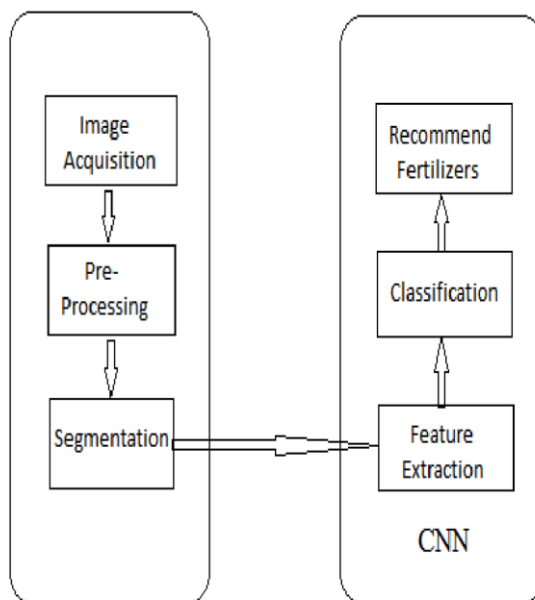 Image
Acquisition
Pre-
Processing
Segmentation
Recommend
Fertilizers
Classification
Feature
Extraction
CNN